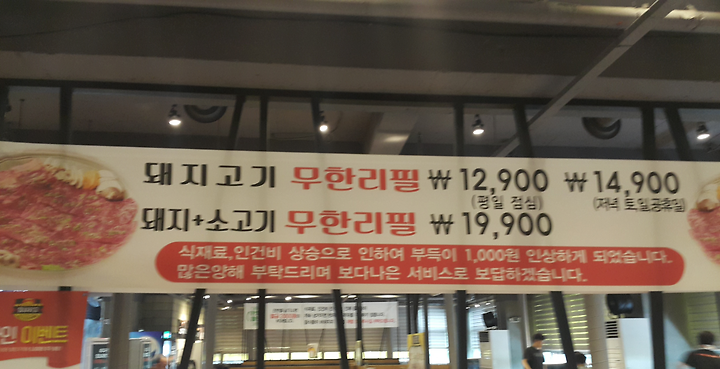 돼지고기 무한리필 ₩12,900 ₩14,900
(평일 점심) (저녁 토,일,공휴일)
돼지+소고기 무한리필 ₩19,900
식재료,인건비 상승으로 인하여 부득이 1,000원 인상하게 되었습니다.
많은양해 부탁드리며 보다나은 서비스로 보답하겠습니다.
인 이벤트